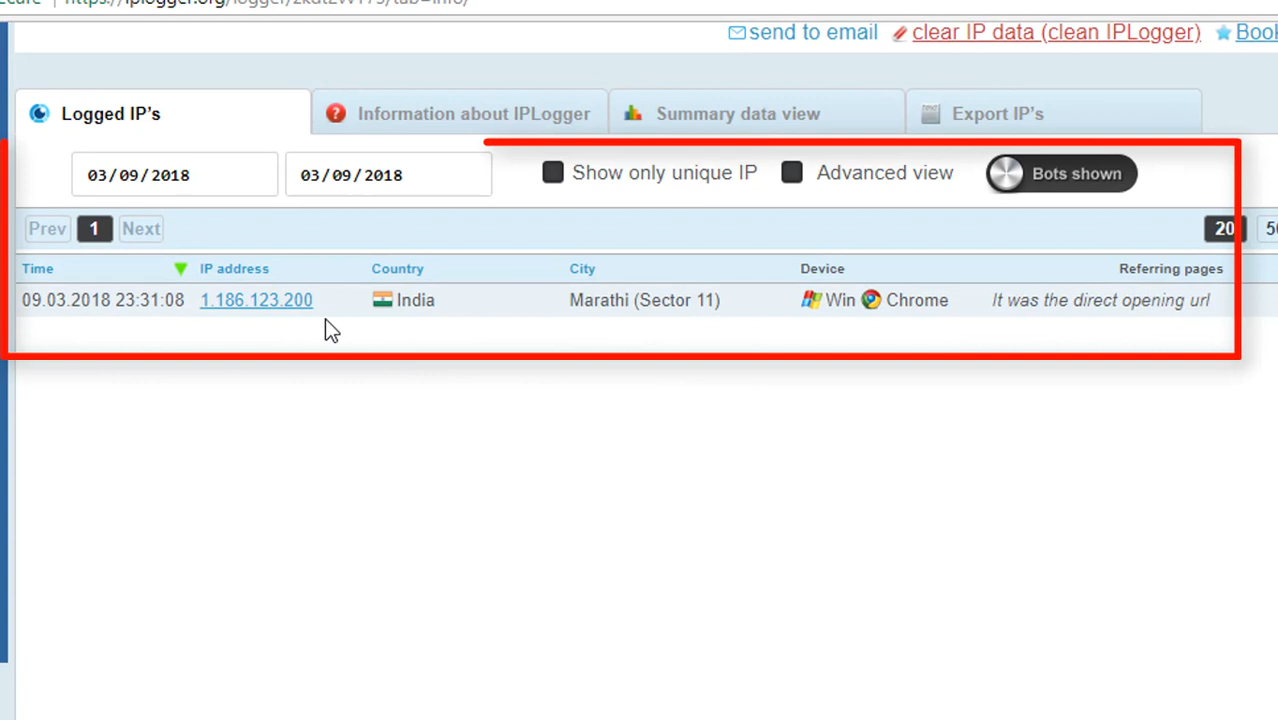 send to email clear IP data (clean IPLogger)
Logged IP's Information about IPLogger Summary data view Export IP's
03/09/2018 03/09/2018 Show only unique IP Advanced view Bots shown
Prev 1 Next 20
Time IP address Country City Device Referring pages
09.03.2018 23:31:08 1.186.123.200 India Marathi (Sector 11) Win Chrome It was the direct opening url